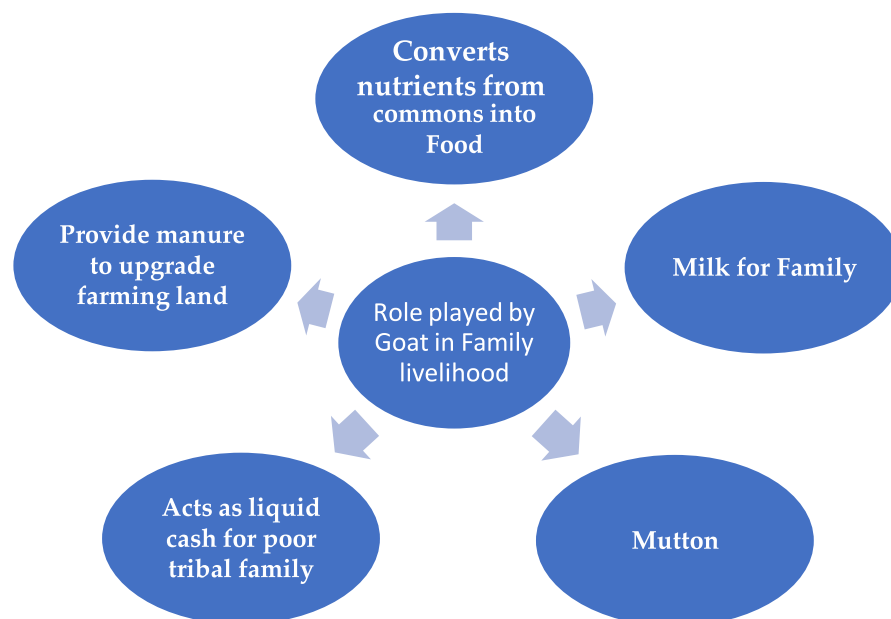 Converts
nutrients from
commons into
Food
Provide manure
to upgrade
farming land
Milk for Family
Role played by
Goat in Family
livelihood
Acts as liquid
cash for poor
tribal family
Mutton